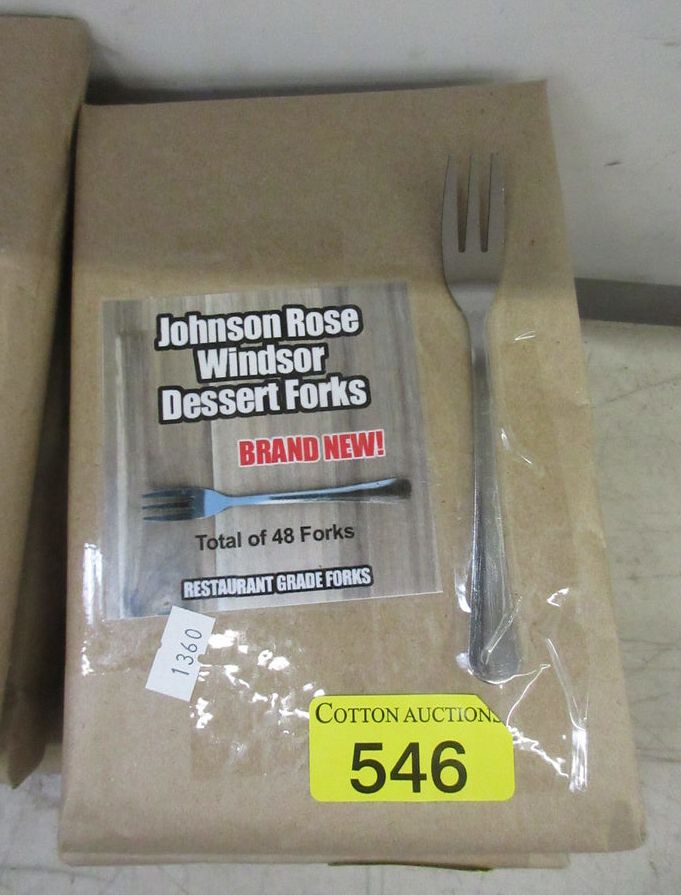 Johnson Rose
Windsor
Dessert Forks
BRAND NEW!
Total of 48 Forks
RESTAURANT GRADE FORKS
1360
COTTON AUCTIONS
546